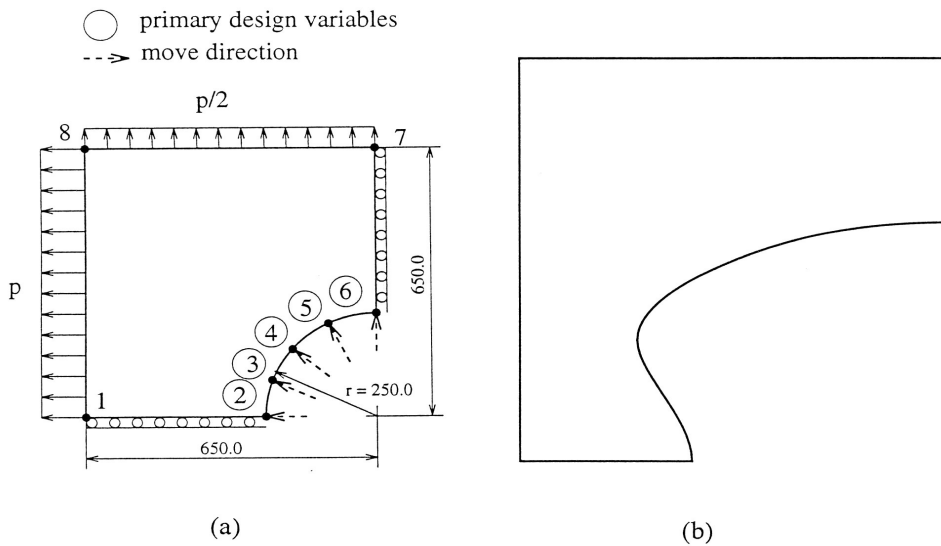 primary design variables
move direction
p/2
8
7
p
6
5
4
3
2
1
650.0
r = 250.0
650.0
(a)
(b)